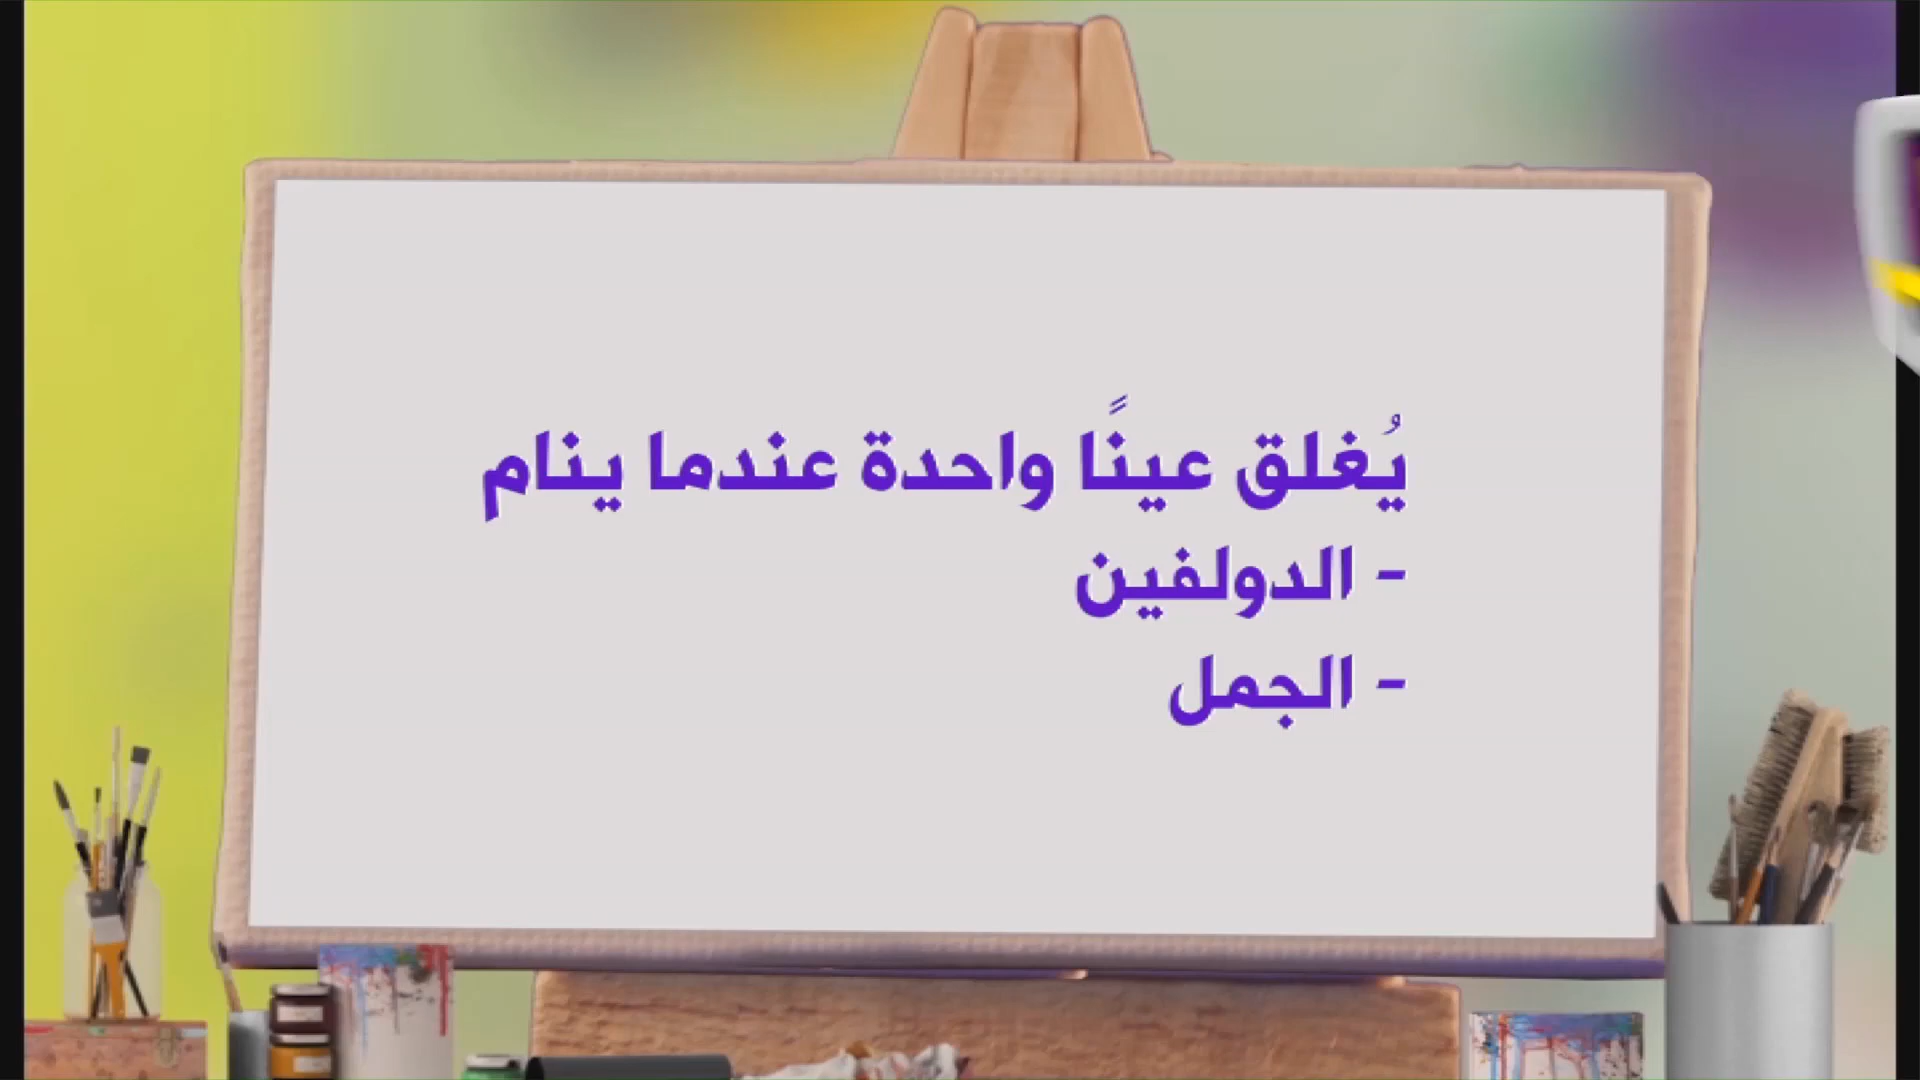 يُغلق عينًا واحدة عندما ينام
- الدولفين
- الجمل